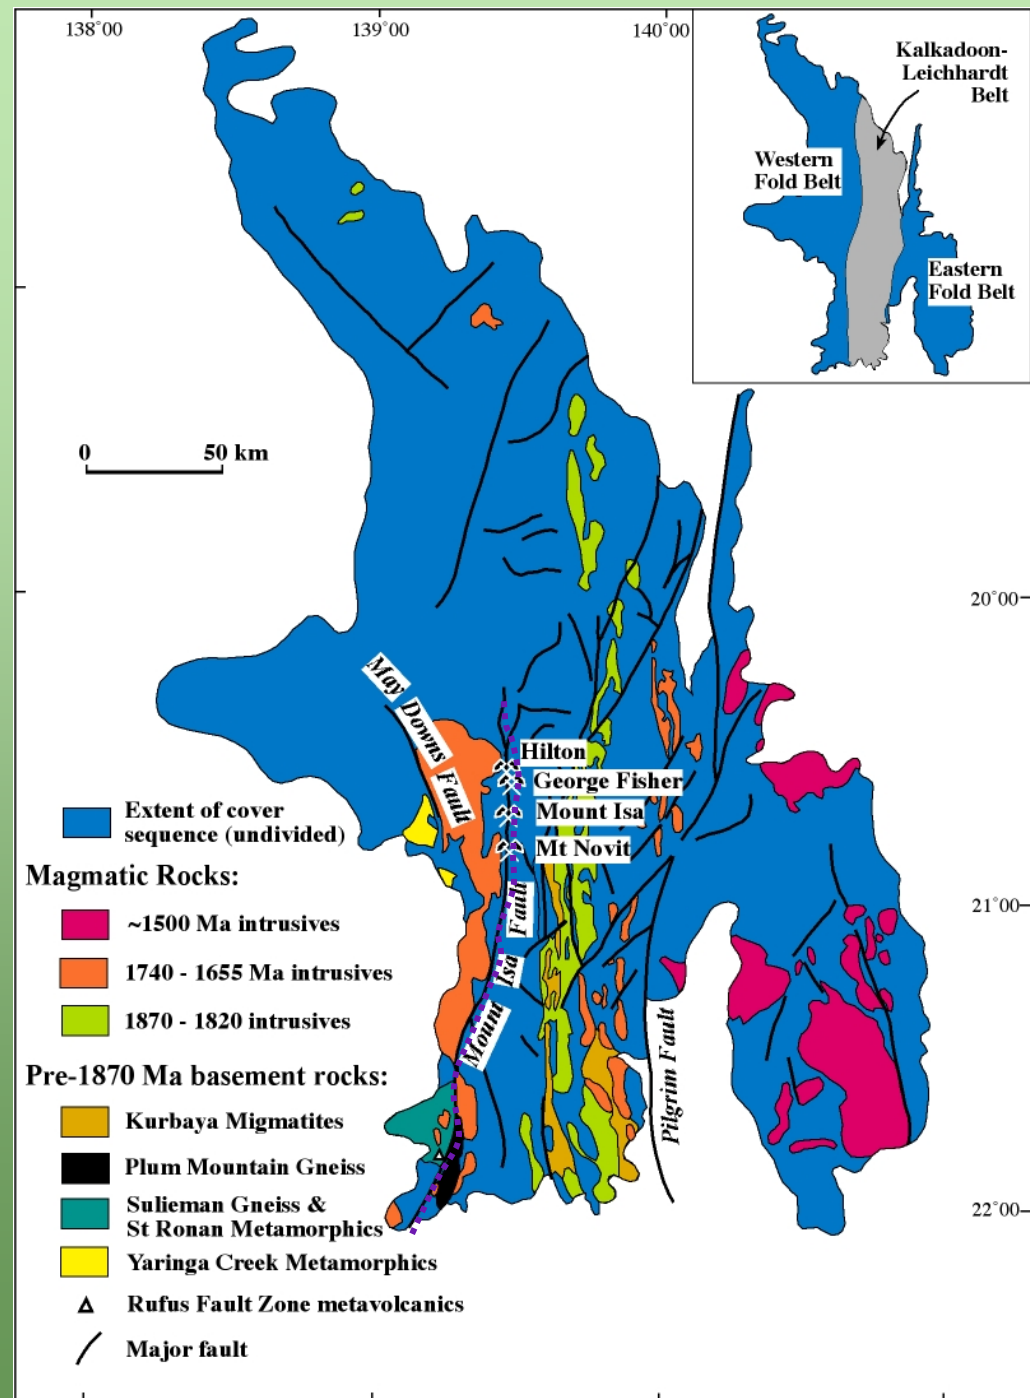 138°00
139°00
140°00
Kalkadoon-
Leichhardt
Belt
Western
Fold Belt
Eastern
Fold Belt
0
50 km
20°00
May Downs Fault
Hilton
George Fisher
Mount Isa
Mt Novit
Mount Isa Fault
Pilgrim Fault
21°00
22°00
Extent of cover
sequence (undivided)
Magmatic Rocks:
~1500 Ma intrusives
1740 - 1655 Ma intrusives
1870 - 1820 intrusives
Pre-1870 Ma basement rocks:
Kurbaya Migmatites
Plum Mountain Gneiss
Sulieman Gneiss &
St Ronan Metamorphics
Yaringa Creek Metamorphics
Rufus Fault Zone metavolcanics
Major fault